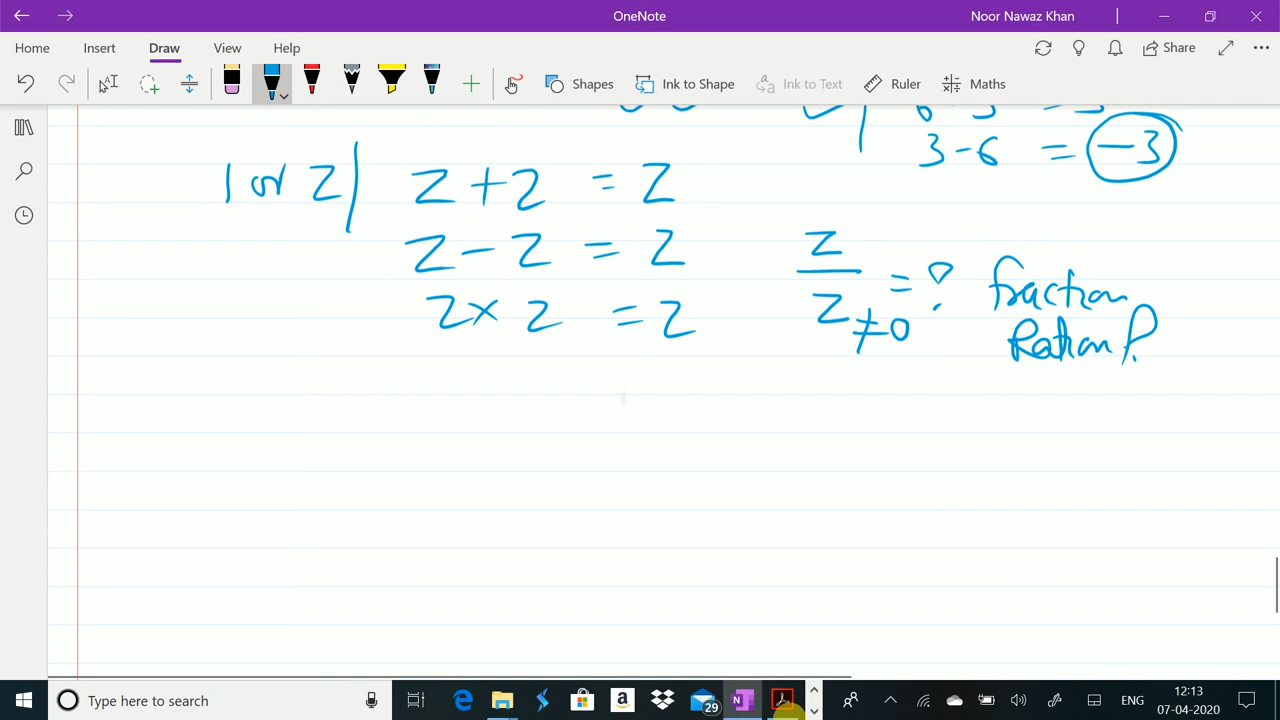 OneNote
Noor Nawaz Khan
Home Insert Draw View Help
Share
Shapes Ink to Shape Ink to Text Ruler Maths
3 - 6 = -3
1 or Z | Z + Z = Z
Z - Z = Z
Z × Z = Z
Z/Z ≠0 = ? fraction
Ration
Type here to search
29
ENG
12:13
07-04-2020